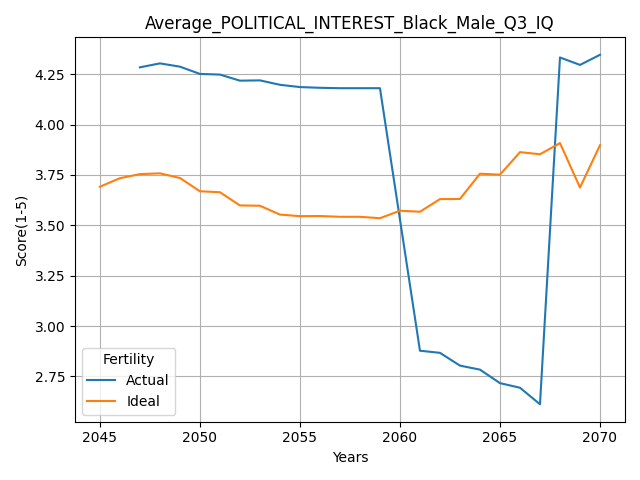 Average_POLITICAL_INTEREST_Black_Male_Q3_IQ
Score(1-5)
4.25
4.00
3.75
3.50
3.25
3.00
2.75
Fertility
Actual
Ideal
2045 2050 2055 2060 2065 2070
Years